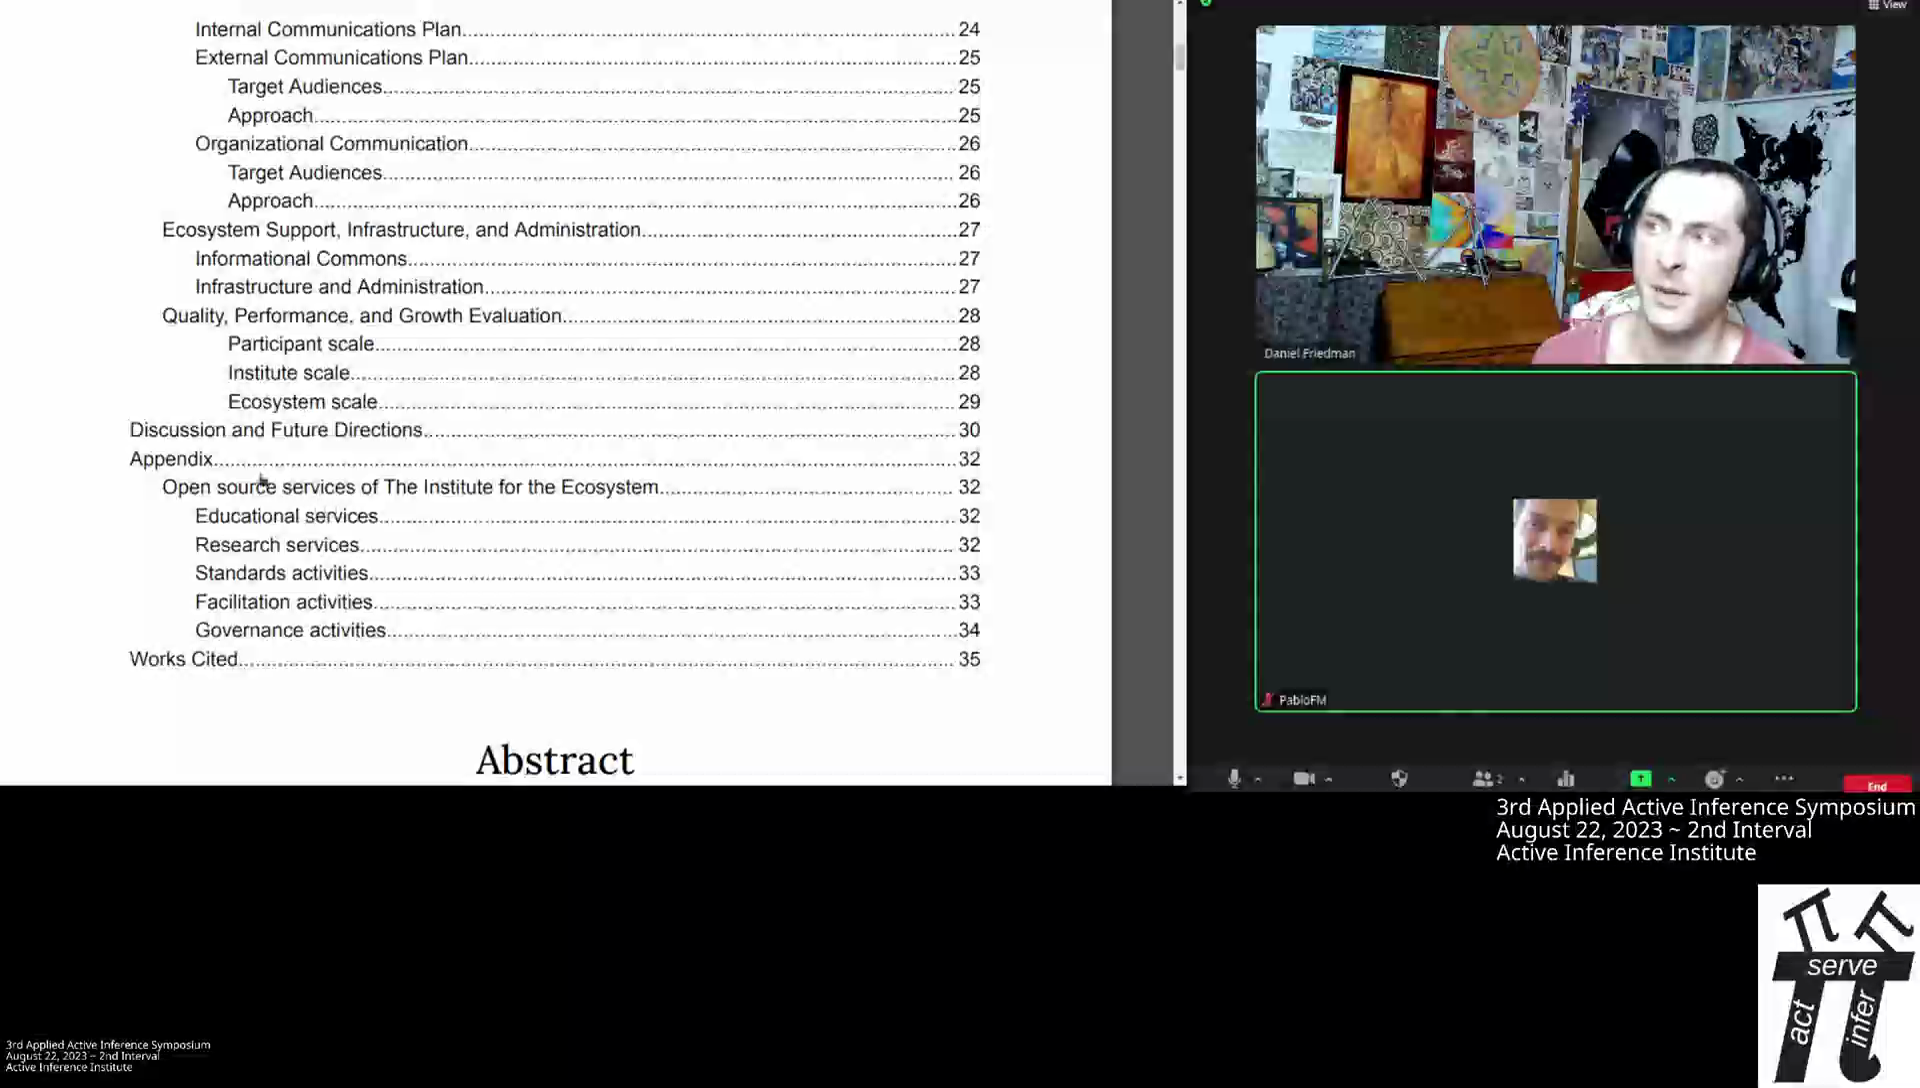 Internal Communications Plan 24
External Communications Plan 25
Target Audiences 25
Approach 25
Organizational Communication 26
Target Audiences 26
Approach 26
Ecosystem Support, Infrastructure, and Administration 27
Informational Commons 27
Infrastructure and Administration 27
Quality, Performance, and Growth Evaluation 28
Participant scale 28
Institute scale 28
Ecosystem scale 29
Discussion and Future Directions 30
Appendix 32
Open source services of The Institute for the Ecosystem 32
Educational services 32
Research services 32
Standards activities 33
Facilitation activities 33
Governance activities 34
Works Cited 35
Abstract
View
Daniel Friedman
PabloFM
2
End
3rd Applied Active Inference Symposium
August 22, 2023 ~ 2nd Interval
Active Inference Institute
serve
act
infer
3rd Applied Active Inference Symposium
August 22, 2023 ~ 2nd Interval
Active Inference Institute